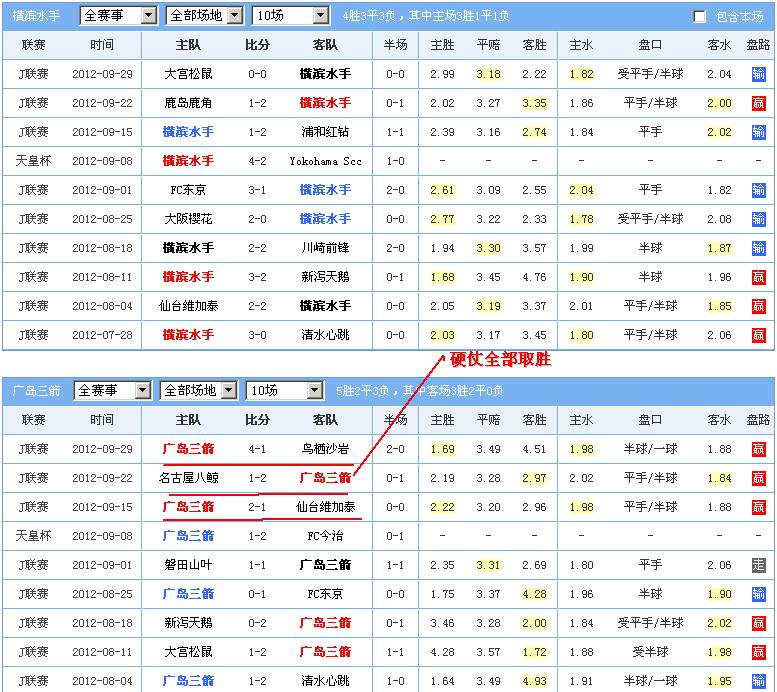 横滨水手 全赛事 全部场地 10场 4胜3平3负，其中主场3胜1平1负 包含本场
联赛 时间 主队 比分 客队 半场 主胜 平赔 客胜 主水 盘口 客水 盘路
J联赛 2012-09-29 大宫松鼠 0-0 横滨水手 0-0 2.99 3.18 2.22 1.82 受平手/半球 2.04 输
J联赛 2012-09-22 鹿岛鹿角 1-2 横滨水手 0-1 2.02 3.27 3.35 1.86 平手/半球 2.00 赢
J联赛 2012-09-15 横滨水手 1-2 浦和红钻 1-1 2.39 3.16 2.74 1.84 平手 2.02 输
天皇杯 2012-09-08 横滨水手 4-2 Yokohama Scc 1-0 - - - - - - -
J联赛 2012-09-01 FC东京 3-1 横滨水手 2-0 2.61 3.09 2.55 2.04 平手 1.82 输
J联赛 2012-08-25 大阪樱花 2-0 横滨水手 0-0 2.77 3.22 2.33 1.78 受平手/半球 2.08 输
J联赛 2012-08-18 横滨水手 2-2 川崎前锋 2-0 1.94 3.30 3.57 1.99 半球 1.87 输
J联赛 2012-08-11 横滨水手 3-2 新泻天鹅 0-1 1.68 3.45 4.76 1.90 半球 1.96 赢
J联赛 2012-08-04 仙台维加泰 2-2 横滨水手 0-0 2.05 3.19 3.37 2.01 平手/半球 1.85 赢
J联赛 2012-07-28 横滨水手 3-0 清水心跳 0-0 2.03 3.17 3.45 1.80 平手/半球 2.06 赢
硬仗全部取胜
广岛三箭 全赛事 全部场地 10场 5胜2平3负，其中客场3胜2平0负
联赛 时间 主队 比分 客队 半场 主胜 平赔 客胜 主水 盘口 客水 盘路
J联赛 2012-09-29 广岛三箭 4-1 鸟栖沙岩 2-0 1.69 3.49 4.51 1.98 半球/一球 1.88 赢
J联赛 2012-09-22 名古屋八鲸 1-2 广岛三箭 0-1 2.19 3.28 2.97 2.02 平手/半球 1.84 赢
J联赛 2012-09-15 广岛三箭 2-1 仙台维加泰 0-0 2.22 3.20 2.96 1.98 平手/半球 1.88 赢
天皇杯 2012-09-08 广岛三箭 1-2 FC今治 0-1 - - - - - - -
J联赛 2012-09-01 磐田山叶 1-1 广岛三箭 1-1 2.35 3.31 2.69 1.80 平手 2.06 走
J联赛 2012-08-25 广岛三箭 0-1 FC东京 0-0 1.75 3.37 4.28 1.96 半球 1.90 输
J联赛 2012-08-18 新泻天鹅 0-2 广岛三箭 0-1 3.46 3.28 2.00 1.84 受平手/半球 2.02 赢
J联赛 2012-08-11 大宫松鼠 1-2 广岛三箭 1-1 4.28 3.57 1.72 1.88 受半球 1.98 赢
J联赛 2012-08-04 广岛三箭 1-2 清水心跳 1-0 1.64 3.49 4.93 1.91 半球/一球 1.95 输